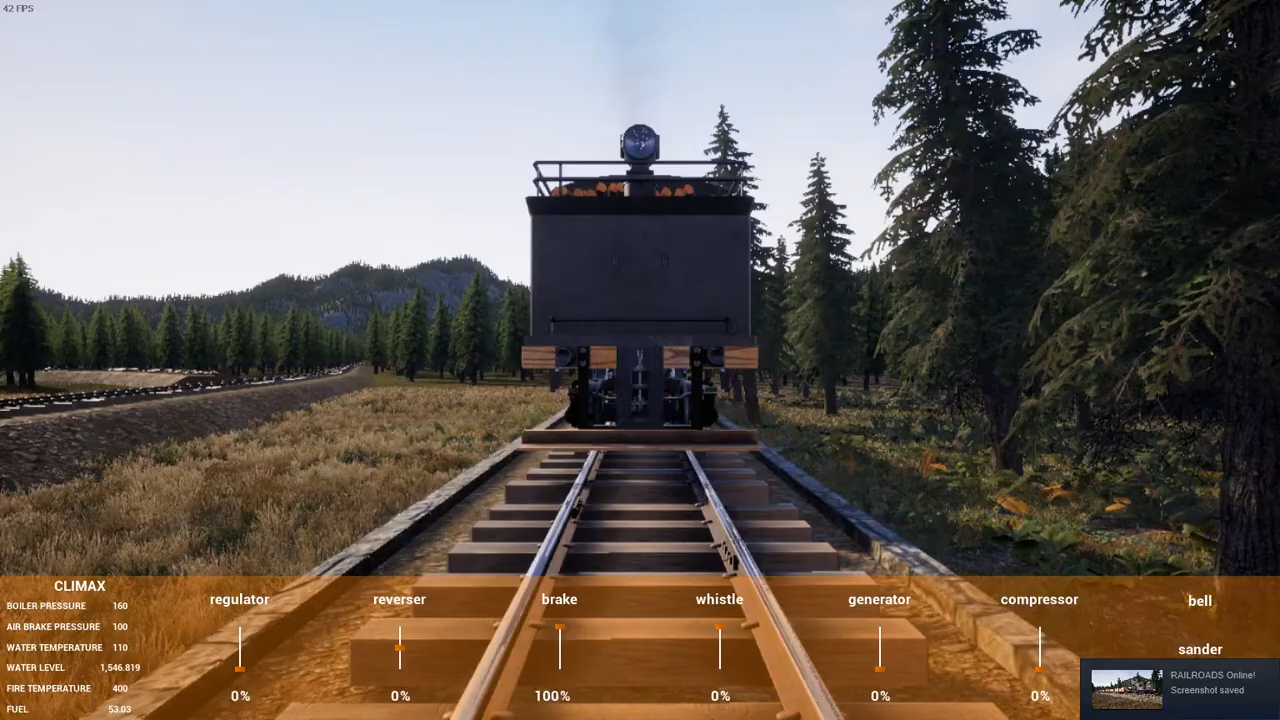 42 FPS
CLIMAX
BOILER PRESSURE 160
AIR BRAKE PRESSURE 100
WATER TEMPERATURE 110
WATER LEVEL 1,546.819
FIRE TEMPERATURE 400
FUEL 53.03
regulator
0%
reverser
0%
brake
100%
whistle
0%
generator
0%
compressor
0%
bell
sander
RAILROADS Online!
Screenshot saved